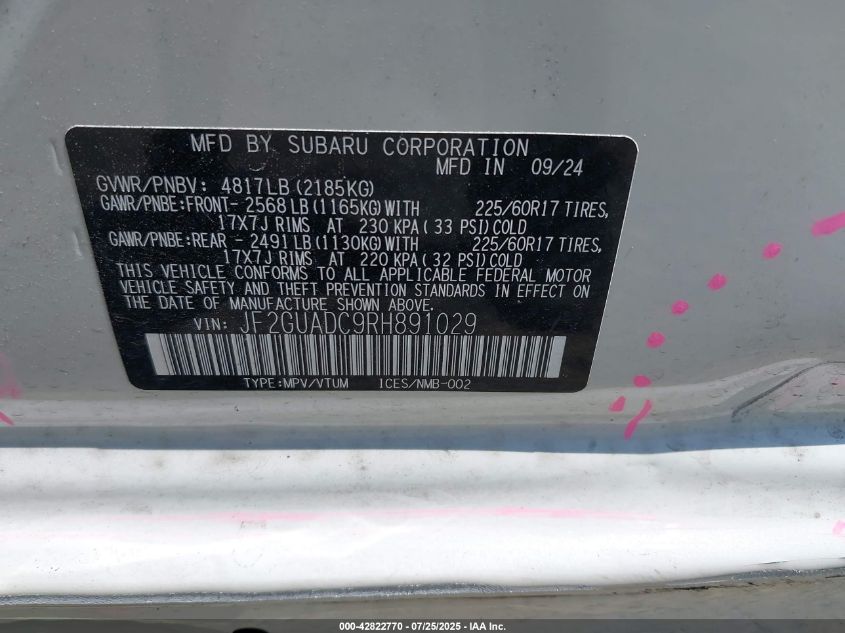 MFD BY SUBARU CORPORATION
MFD IN 09/24
GVWR/PNBV: 4817LB (2185KG)
GAWR/PNBE:FRONT- 2568 LB (1165KG) WITH 225/60R17 TIRES,
17X7J RIMS AT 230 KPA ( 33 PSI) COLD
GAWR/PNBE:REAR - 2491 LB (1130KG) WITH 225/60R17 TIRES,
17X7J RIMS AT 220 KPA ( 32 PSI) COLD
THIS VEHICLE CONFORMS TO ALL APPLICABLE FEDERAL MOTOR
VEHICLE SAFETY AND THEFT PREVENTION STANDARDS IN EFFECT ON
THE DATE OF MANUFACTURE SHOWN ABOVE.
VIN: JF2GUADC9RH891029
TYPE:MPV/VTUM ICES/NMB-002
000-42822770 - 07/25/2025 - IAA Inc.